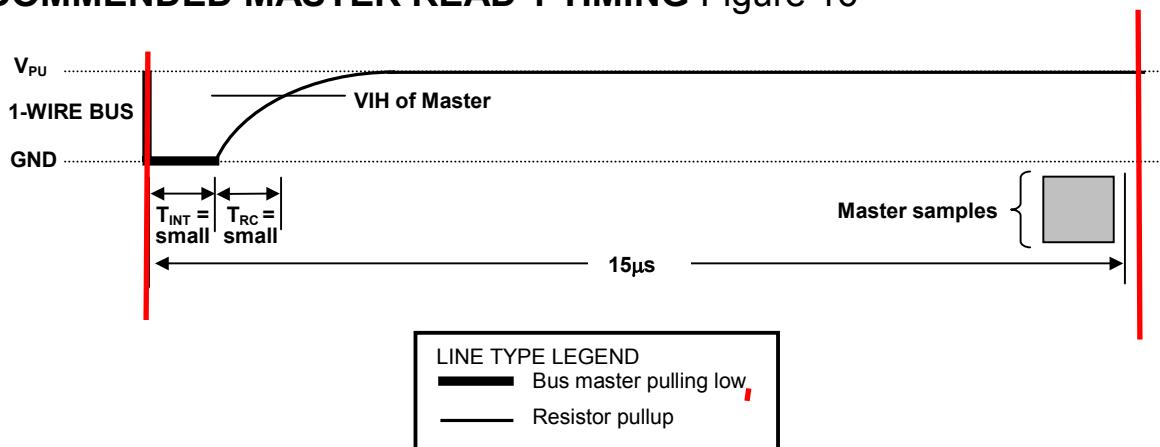 COMMENDED MASTER READ 1 TIMING Figure 16
VPU
1-WIRE BUS
VIH of Master
GND
TINT = small
TRC = small
Master samples
15μs
LINE TYPE LEGEND
Bus master pulling low
Resistor pullup